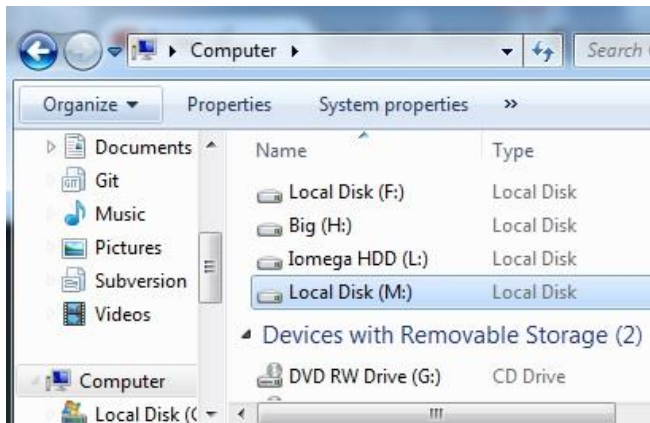 Computer
Search
Organize Properties System properties »
Documents
Git
Music
Pictures
Subversion
Videos
Computer
Local Disk (
Name Type
Local Disk (F:) Local Disk
Big (H:) Local Disk
Iomega HDD (L:) Local Disk
Local Disk (M:) Local Disk
Devices with Removable Storage (2)
DVD RW Drive (G:) CD Drive